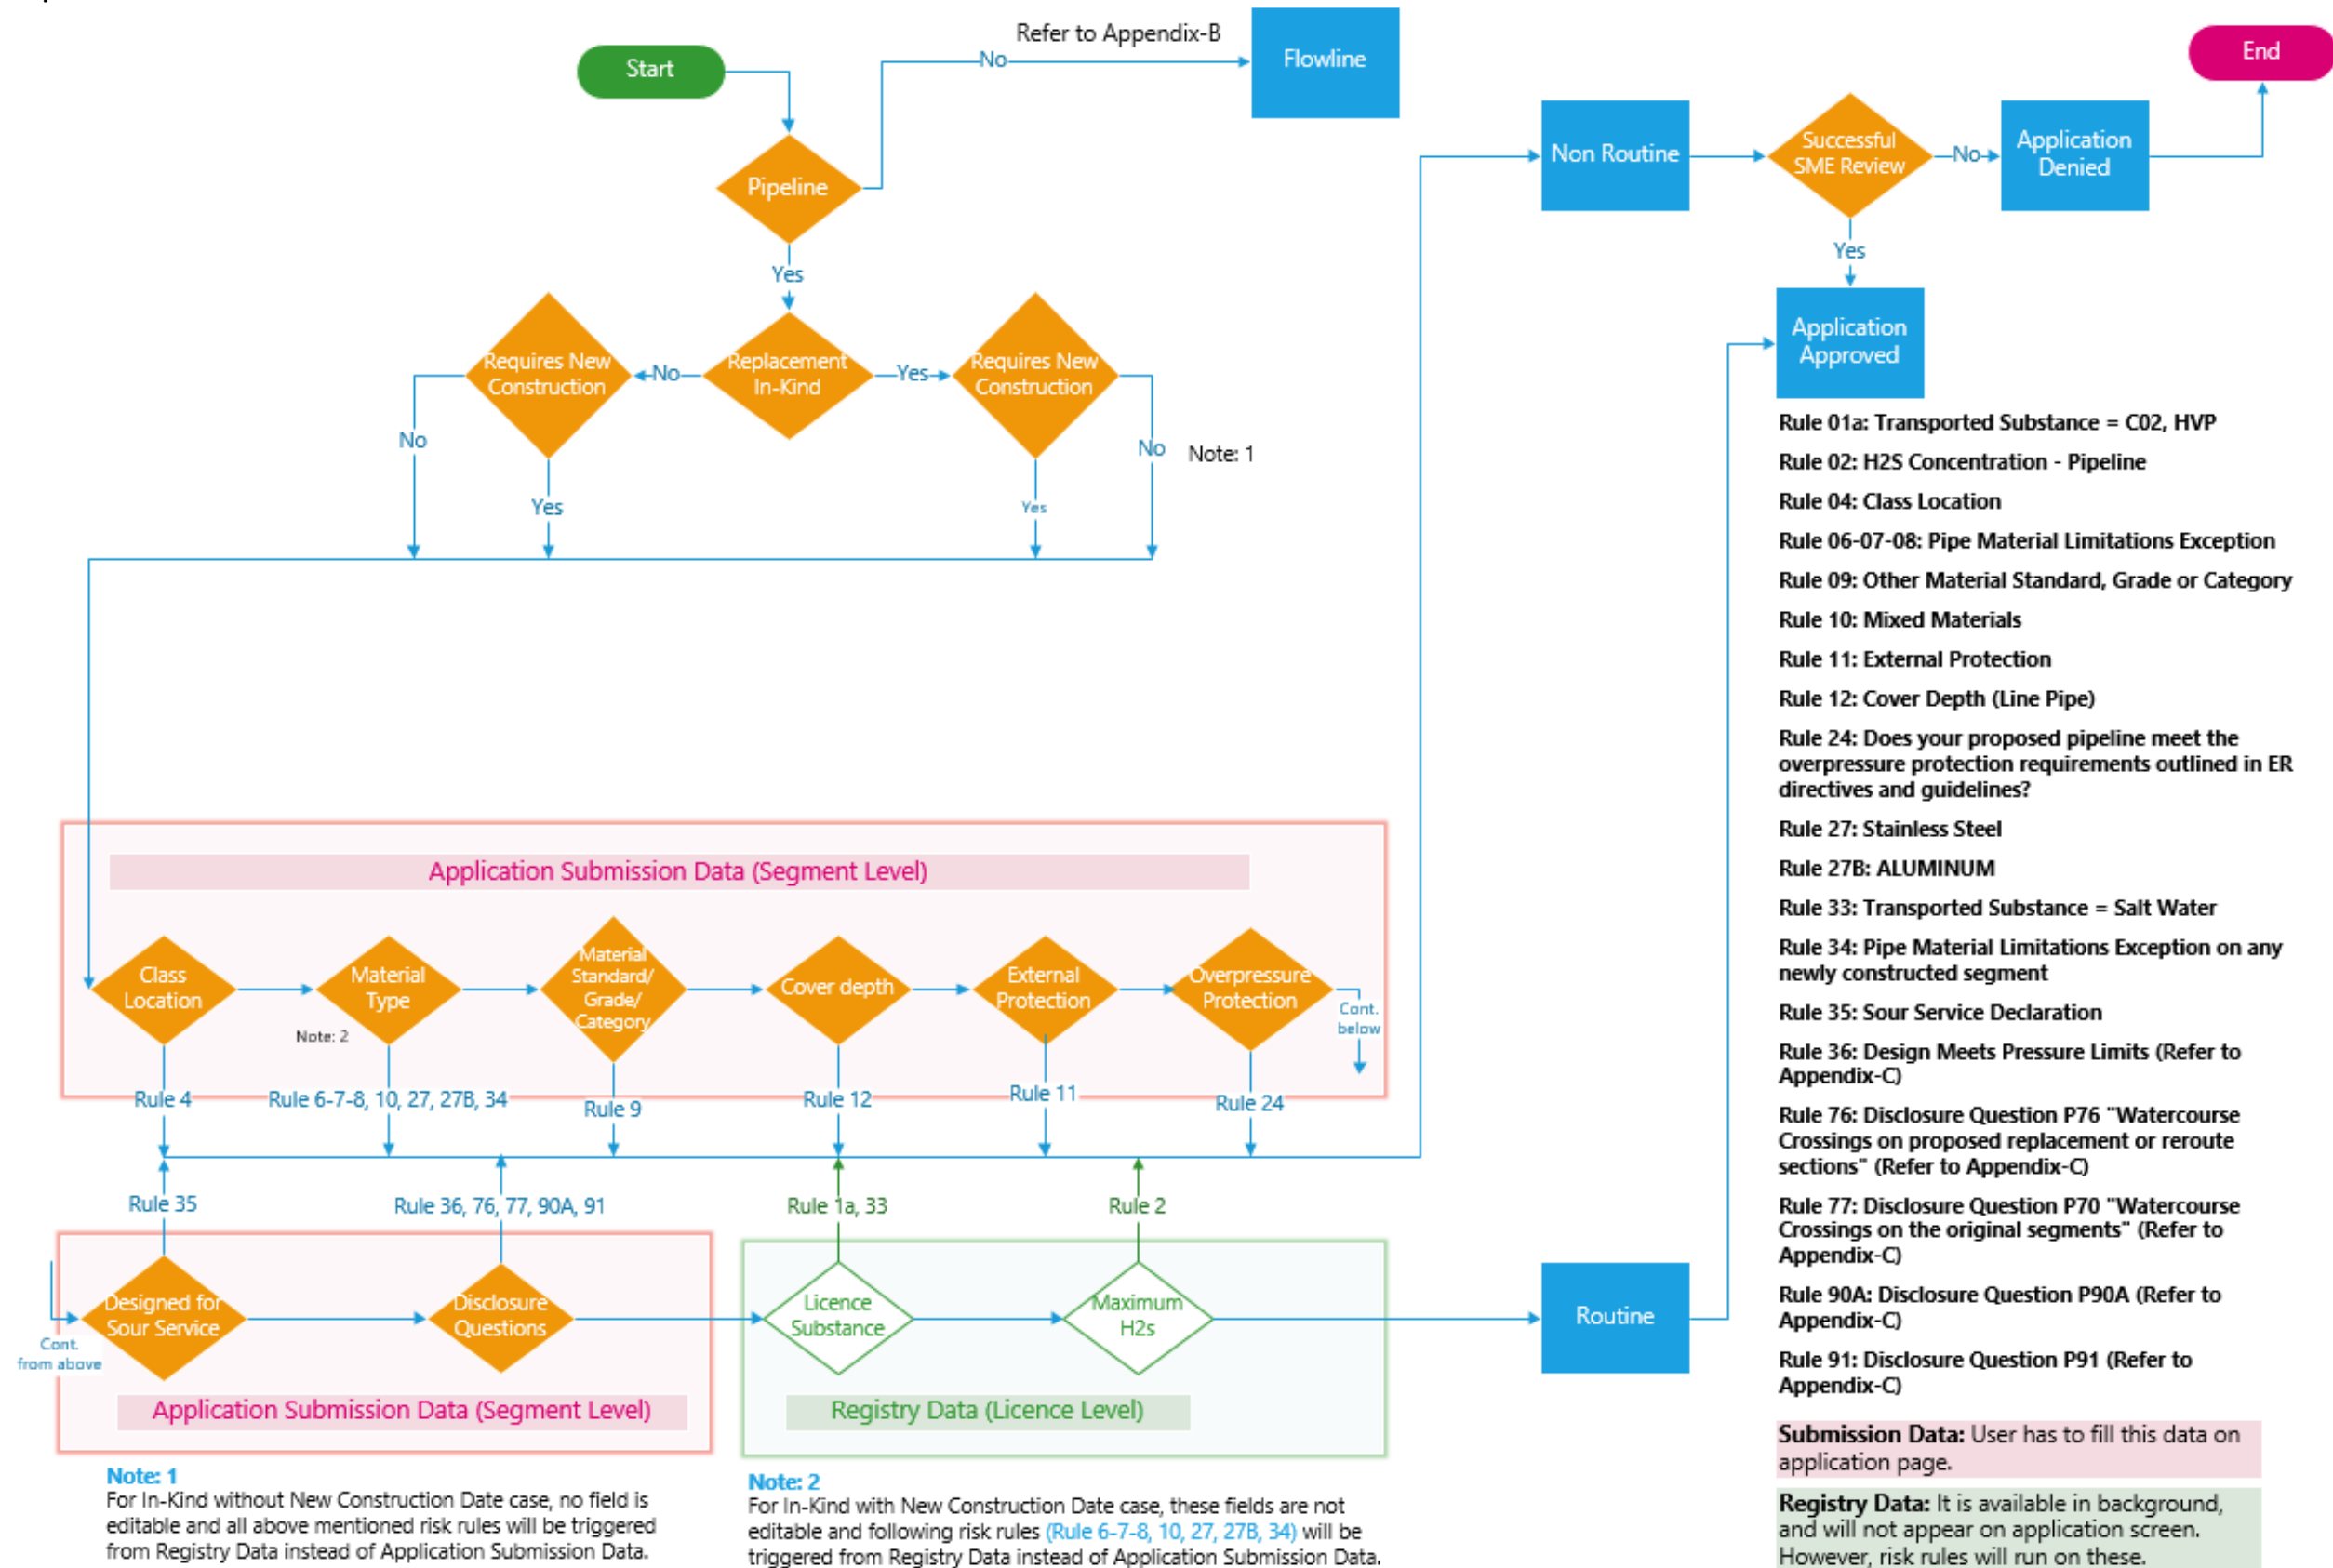 Refer to Appendix-B
Start
No
Flowline
End
Pipeline
Non Routine
Successful
SME Review
No
Application
Denied
Yes
Yes
Requires New
Construction
No
Replacement
In-Kind
Yes
Requires New
Construction
Application
Approved
No
No
Note: 1
Yes
Yes
Rule 01a: Transported Substance = C02, HVP
Rule 02: H2S Concentration - Pipeline
Rule 04: Class Location
Rule 06-07-08: Pipe Material Limitations Exception
Rule 09: Other Material Standard, Grade or Category
Rule 10: Mixed Materials
Rule 11: External Protection
Rule 12: Cover Depth (Line Pipe)
Rule 24: Does your proposed pipeline meet the
overpressure protection requirements outlined in ER
directives and guidelines?
Rule 27: Stainless Steel
Rule 27B: ALUMINUM
Rule 33: Transported Substance = Salt Water
Rule 34: Pipe Material Limitations Exception on any
newly constructed segment
Rule 35: Sour Service Declaration
Rule 36: Design Meets Pressure Limits (Refer to
Appendix-C)
Rule 76: Disclosure Question P76 "Watercourse
Crossings on proposed replacement or reroute
sections" (Refer to Appendix-C)
Rule 77: Disclosure Question P70 "Watercourse
Crossings on the original segments" (Refer to
Appendix-C)
Rule 90A: Disclosure Question P90A (Refer to
Appendix-C)
Rule 91: Disclosure Question P91 (Refer to
Appendix-C)
Application Submission Data (Segment Level)
Class
Location
Material
Type
Note: 2
Material
Standard/
Grade/
Category
Cover depth
External
Protection
Overpressure
Protection
Cont.
below
Rule 4
Rule 6-7-8, 10, 27, 27B, 34
Rule 9
Rule 12
Rule 11
Rule 24
Rule 35
Rule 36, 76, 77, 90A, 91
Rule 1a, 33
Rule 2
Cont.
from above
Designed for
Sour Service
Disclosure
Questions
Licence
Substance
Maximum
H2s
Routine
Application Submission Data (Segment Level)
Registry Data (Licence Level)
Note: 1
For In-Kind without New Construction Date case, no field is
editable and all above mentioned risk rules will be triggered
from Registry Data instead of Application Submission Data.
Note: 2
For In-Kind with New Construction Date case, these fields are not
editable and following risk rules (Rule 6-7-8, 10, 27, 27B, 34) will be
triggered from Registry Data instead of Application Submission Data.
Submission Data: User has to fill this data on
application page.
Registry Data: It is available in background,
and will not appear on application screen.
However, risk rules will run on these.